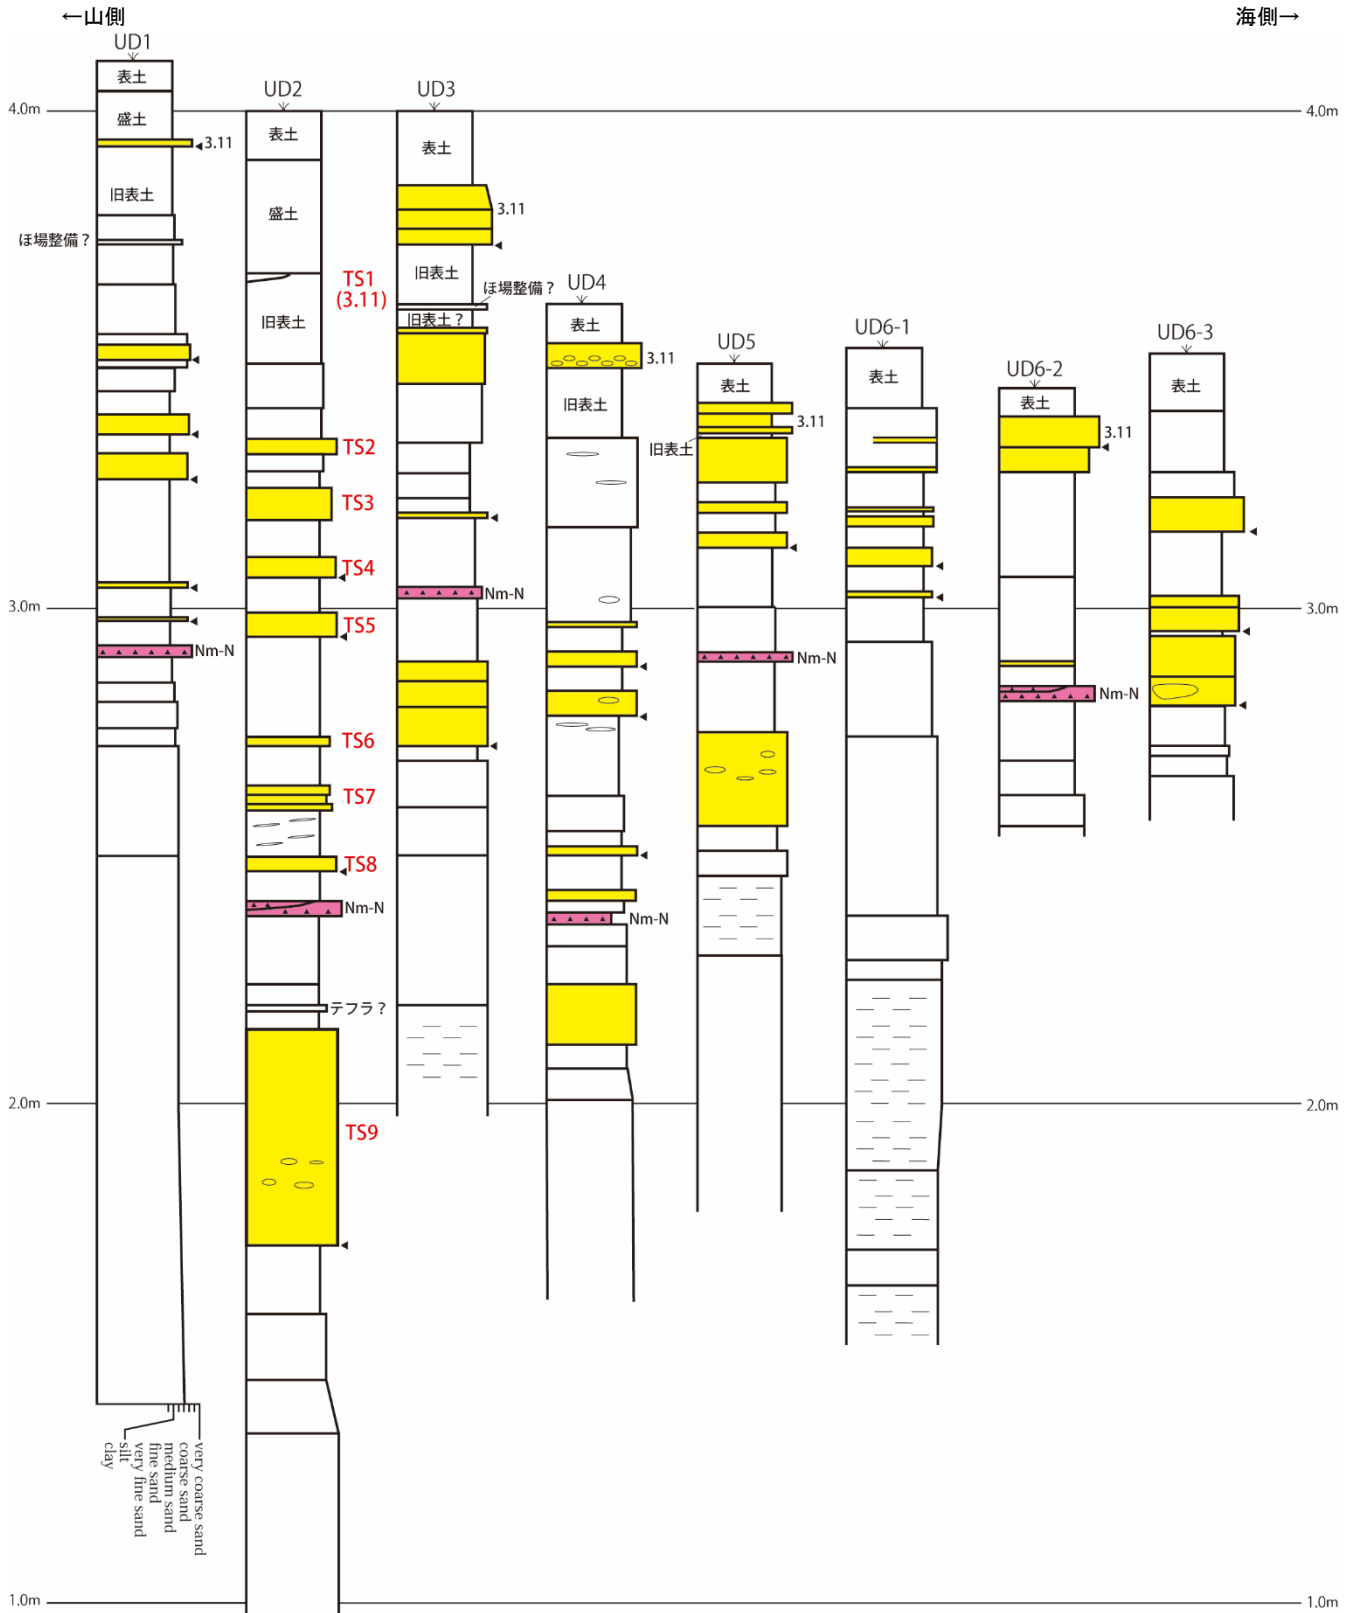 ←山側
海側→
UD1
表土
UD2
UD3
4.0m
4.0m
盛土
3.11
表土
表土
旧表土
盛土
3.11
ほ場整備？
旧表土
TS1
(3.11)
ほ場整備？
UD4
旧表土
旧表土？
表土
UD5
UD6-1
UD6-3
3.11
UD6-2
表土
表土
表土
表土
旧表土
3.11
3.11
旧表土
TS2
TS3
TS4
Nm-N
3.0m
3.0m
TS5
Nm-N
Nm-N
Nm-N
TS6
TS7
TS8
Nm-N
Nm-N
テフラ？
2.0m
2.0m
TS9
very coarse sand
coarse sand
medium sand
fine sand
very fine sand
silt
clay
1.0m
1.0m